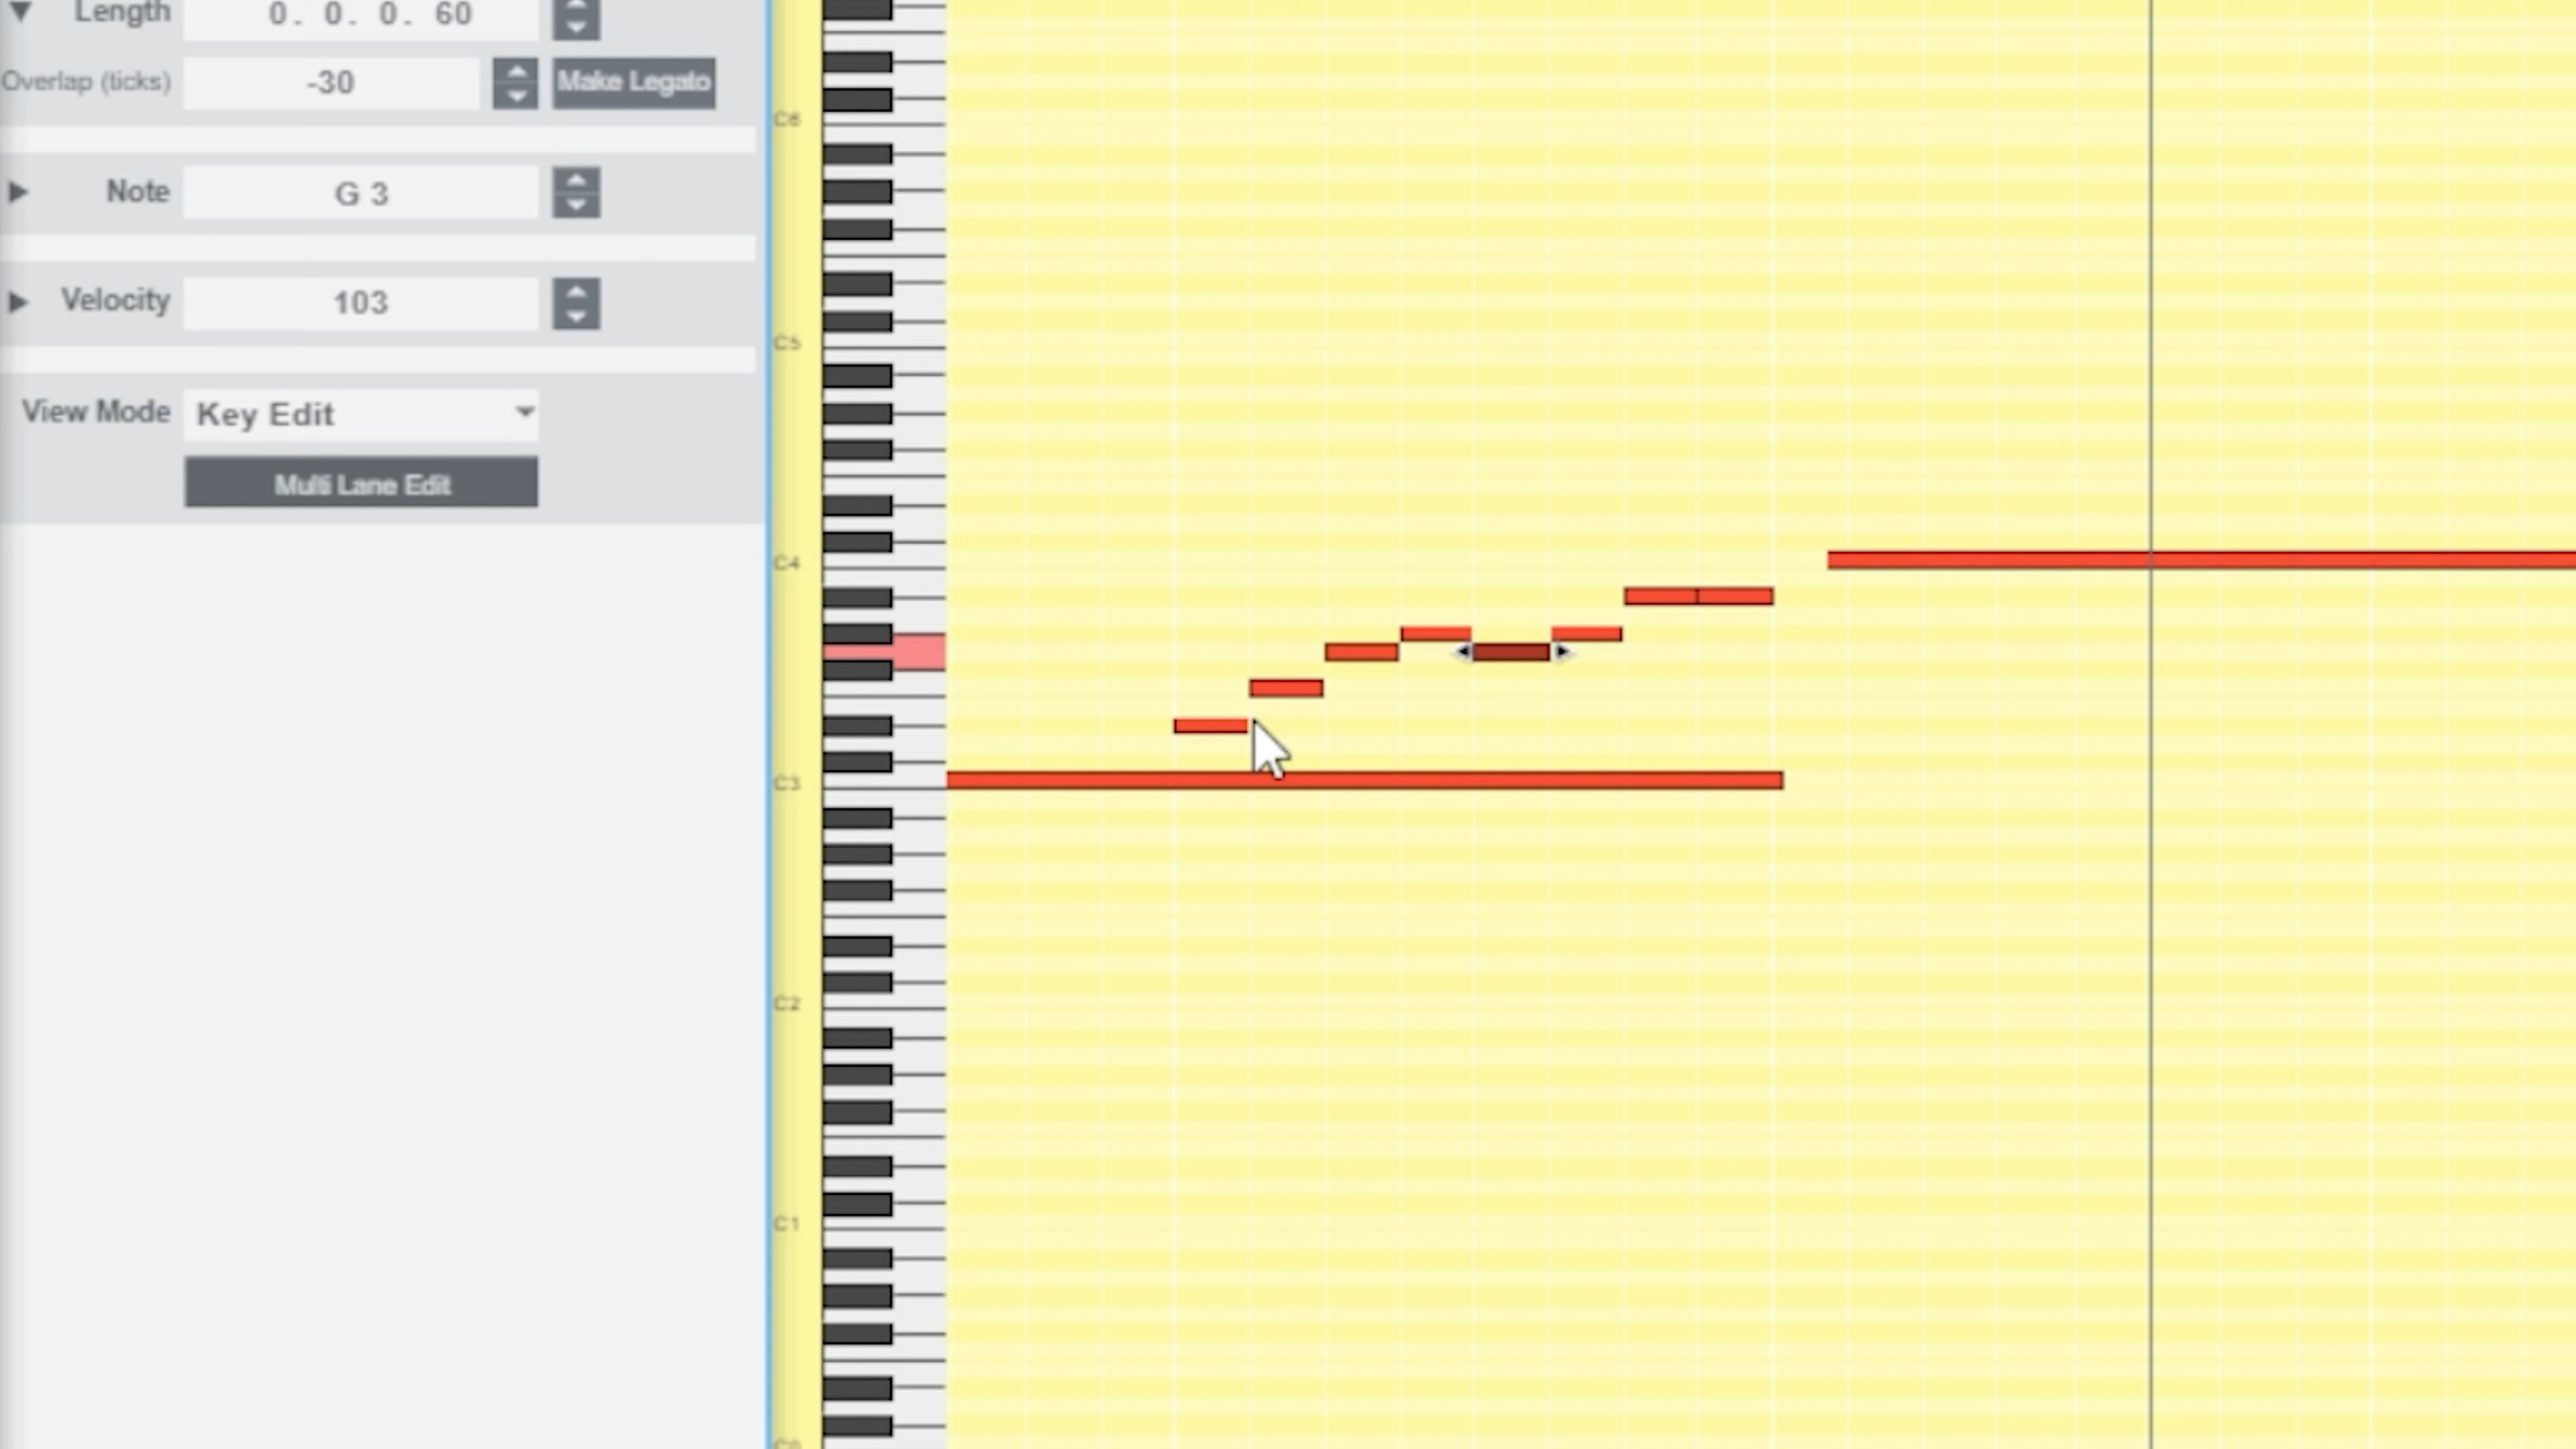 Length 0. 0. 0. 60
Overlap (ticks) -30 Make Legato
Note G 3
Velocity 103
View Mode Key Edit
Multi Lane Edit
C6
C5
C4
C3
C2
C1